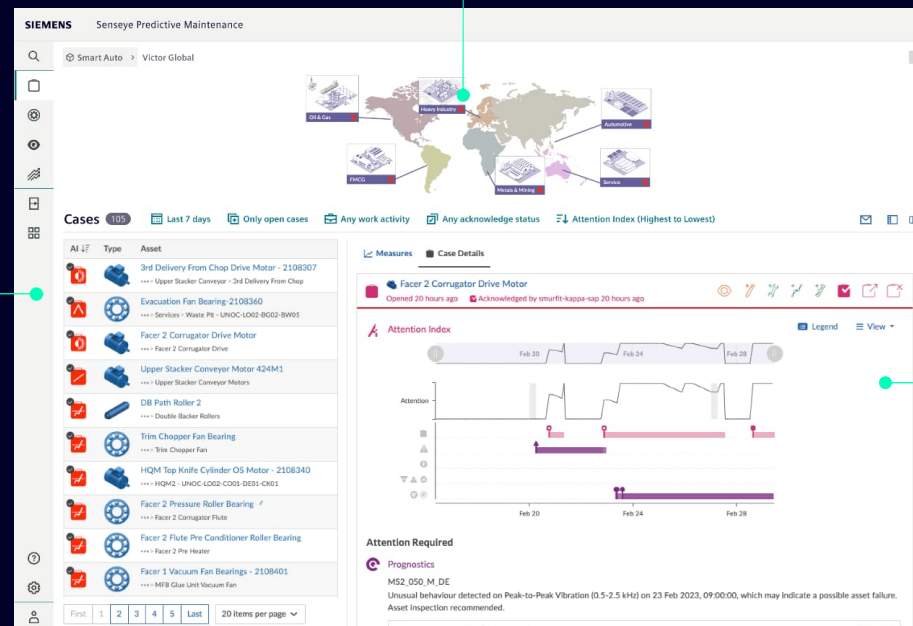 SIEMENS Senseye Predictive Maintenance
Smart Auto > Victor Global
Oil & Gas
Heavy Industry
Automotive
FMCG
Metals & Mining
Service
Cases 105 Last 7 days Only open cases Any work activity Any acknowledge status Attention Index (Highest to Lowest)
AI Type Asset
3rd Delivery From Chop Drive Motor - 2108307
••• > Upper Stacker Conveyor > 3rd Delivery From Chop
Evacuation Fan Bearing-2108360
••• > Services > Waste Pit - UNOC-LO02-BG02-BW05
Facer 2 Corrugator Drive Motor
••• > Facer 2 Corrugator Drive
Upper Stacker Conveyor Motor 424M1
••• > Upper Stacker Conveyor Motors
DB Path Roller 2
••• > Double Backer Rollers
Trim Chopper Fan Bearing
••• > Trim Chopper Fan
HQM Top Knife Cylinder OS Motor - 2108340
••• > HQM2 - UNOC-LO02-CO01-DE01-CK01
Facer 2 Pressure Roller Bearing
••• > Facer 2 Corrugator Flute
Facer 2 Flute Pre Conditioner Roller Bearing
••• > Facer 2 Pre Heater
Facer 1 Vacuum Fan Bearings - 2108401
••• > MFB Glue Unit Vacuum Fan
First 1 2 3 4 5 Last 20 items per page
Measures Case Details
Facer 2 Corrugator Drive Motor
Opened 20 hours ago Acknowledged by smurfit-kappa-sap 20 hours ago
Attention Index Legend View
Feb 20 Feb 24 Feb 28
Attention
Feb 20 Feb 24 Feb 28
Attention Required
Prognostics
MS2_050_M_DE
Unusual behaviour detected on Peak-to-Peak Vibration (0.5-2.5 kHz) on 23 Feb 2023, 09:00:00, which may indicate a possible asset failure.
Asset inspection recommended.